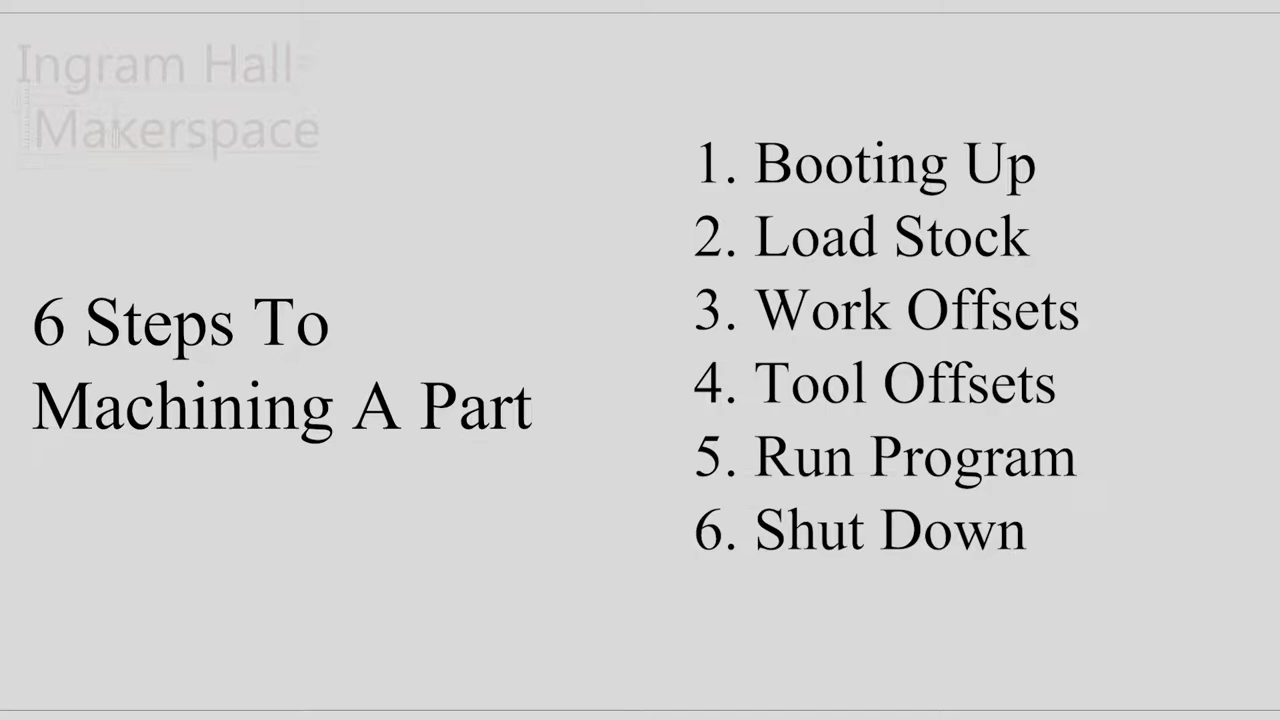 Ingram Hall
Makerspace
6 Steps To
Machining A Part
1. Booting Up
2. Load Stock
3. Work Offsets
4. Tool Offsets
5. Run Program
6. Shut Down